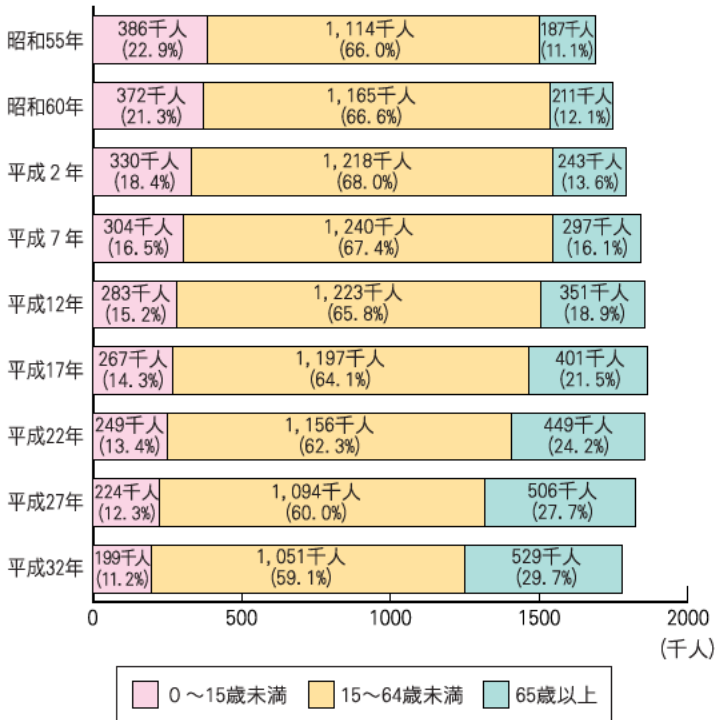 昭和55年
386千人
(22.9%)
1,114千人
(66.0%)
187千人
(11.1%)
昭和60年
372千人
(21.3%)
1,165千人
(66.6%)
211千人
(12.1%)
平成2年
330千人
(18.4%)
1,218千人
(68.0%)
243千人
(13.6%)
平成7年
304千人
(16.5%)
1,240千人
(67.4%)
297千人
(16.1%)
平成12年
283千人
(15.2%)
1,223千人
(65.8%)
351千人
(18.9%)
平成17年
267千人
(14.3%)
1,197千人
(64.1%)
401千人
(21.5%)
平成22年
249千人
(13.4%)
1,156千人
(62.3%)
449千人
(24.2%)
平成27年
224千人
(12.3%)
1,094千人
(60.0%)
506千人
(27.7%)
平成32年
199千人
(11.2%)
1,051千人
(59.1%)
529千人
(29.7%)
0 500 1000 1500 2000
(千人)
0～15歳未満 15～64歳未満 65歳以上